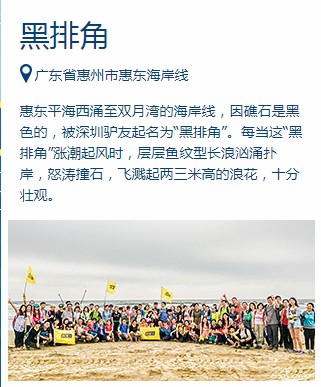 黑排角
广东省惠州市惠东海岸线
惠东平海西涌至双月湾的海岸线，因礁石是黑
色的，被深圳驴友起名为“黑排角”。每当这“黑
排角”张潮起风时，层层鱼纹型长浪汹涌扑
岸，怒涛撞石，飞溅起两三米高的浪花，十分
壮观。